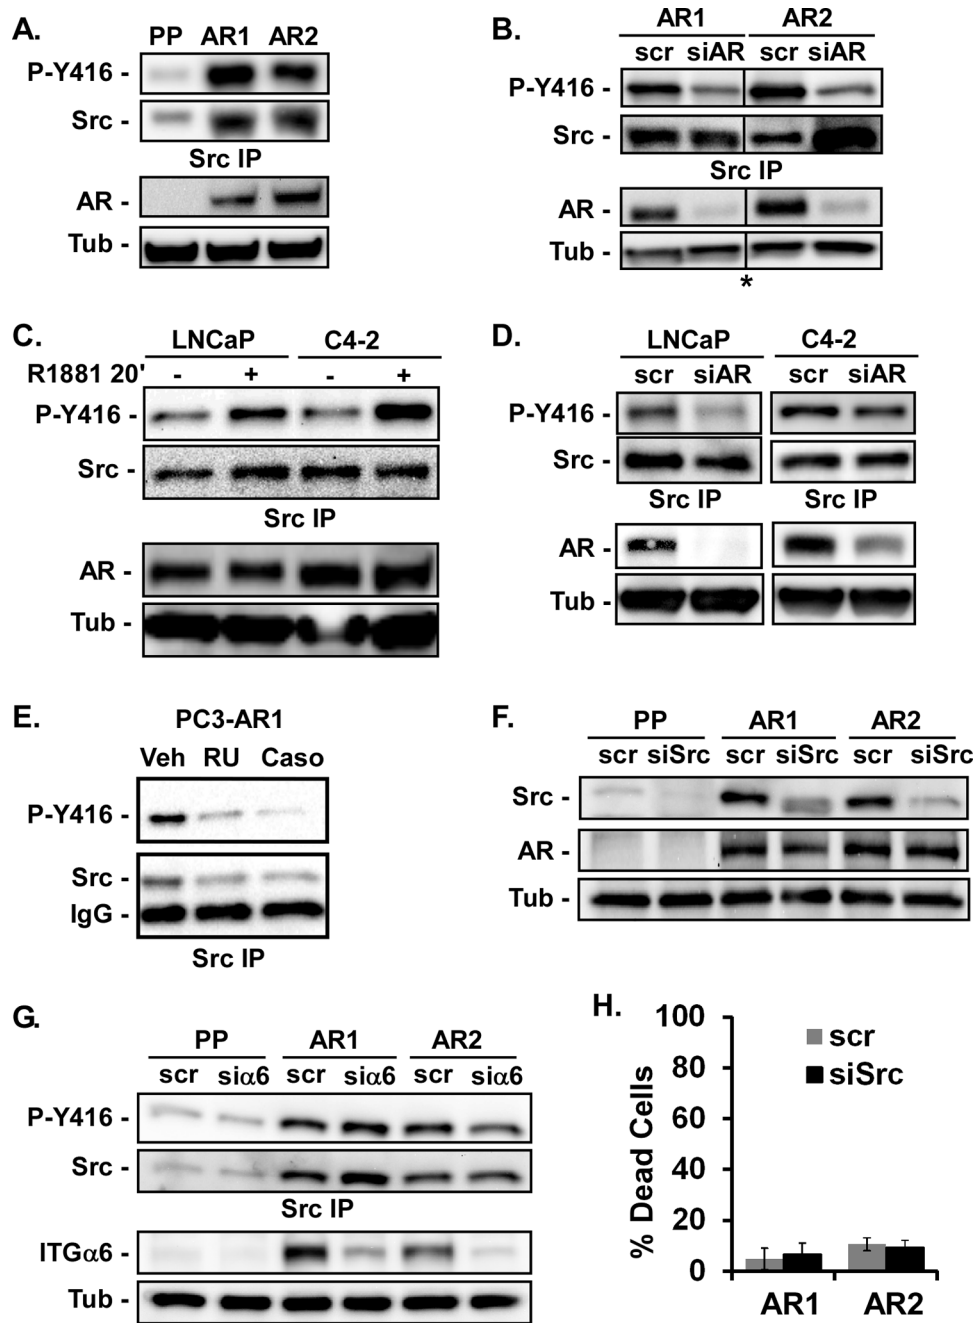 A.
PP AR1 AR2
P-Y416 -
Src -
Src IP
AR -
Tub -
B.
AR1 AR2
scr siAR scr siAR
P-Y416 -
Src -
Src IP
AR -
Tub -
*
C.
LNCaP C4-2
R1881 20' - + - +
P-Y416 -
Src -
Src IP
AR -
Tub -
D.
LNCaP C4-2
scr siAR scr siAR
P-Y416 -
Src -
Src IP Src IP
AR -
Tub -
E.
PC3-AR1
Veh RU Caso
P-Y416 -
Src -
IgG -
Src IP
F.
PP AR1 AR2
scr siSrc scr siSrc scr siSrc
Src -
AR -
Tub -
G.
PP AR1 AR2
scr siα6 scr siα6 scr siα6
P-Y416 -
Src -
Src IP
ITGα6 -
Tub -
H.
% Dead Cells
100
80
60
40
20
0
scr
siSrc
AR1 AR2